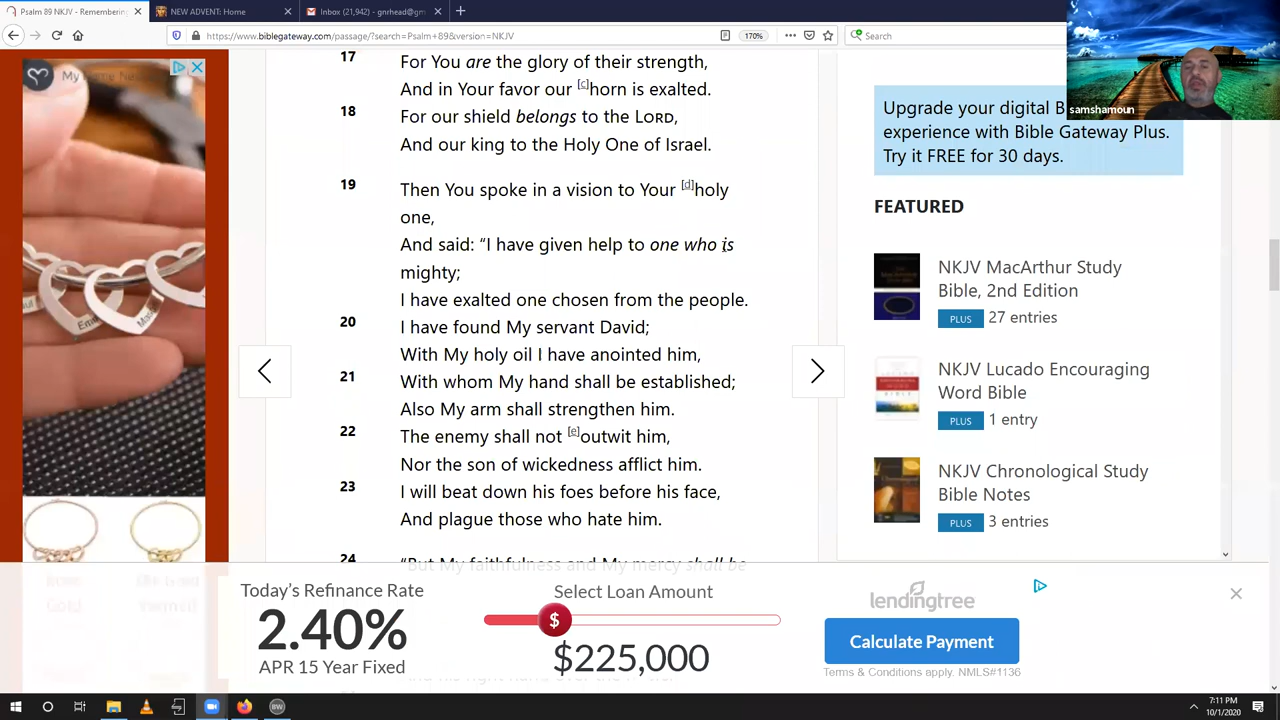 Psalm 89 NKJV - Remembering
NEW ADVENT: Home
Inbox (21,942) - gnrhead@gm
https://www.biblegateway.com/passage/?search=Psalm+89&version=NKJV
170%
Search
samshamoun
17 For You are the glory of their strength,
And in Your favor our [c]horn is exalted.
18 For our shield belongs to the LORD,
And our king to the Holy One of Israel.
19 Then You spoke in a vision to Your [d]holy
one,
And said: “I have given help to one who is
mighty;
I have exalted one chosen from the people.
20 I have found My servant David;
With My holy oil I have anointed him,
21 With whom My hand shall be established;
Also My arm shall strengthen him.
22 The enemy shall not [e]outwit him,
Nor the son of wickedness afflict him.
23 I will beat down his foes before his face,
And plague those who hate him.
24 “But My faithfulness and My mercy shall be
Upgrade your digital B
experience with Bible Gateway Plus.
Try it FREE for 30 days.
FEATURED
NKJV MacArthur Study
Bible, 2nd Edition
PLUS 27 entries
NKJV Lucado Encouraging
Word Bible
PLUS 1 entry
NKJV Chronological Study
Bible Notes
PLUS 3 entries
Today’s Refinance Rate
2.40%
APR 15 Year Fixed
Select Loan Amount
$
$225,000
lendingtree
Calculate Payment
Terms & Conditions apply. NMLS#1136
BW
7:11 PM
10/1/2020